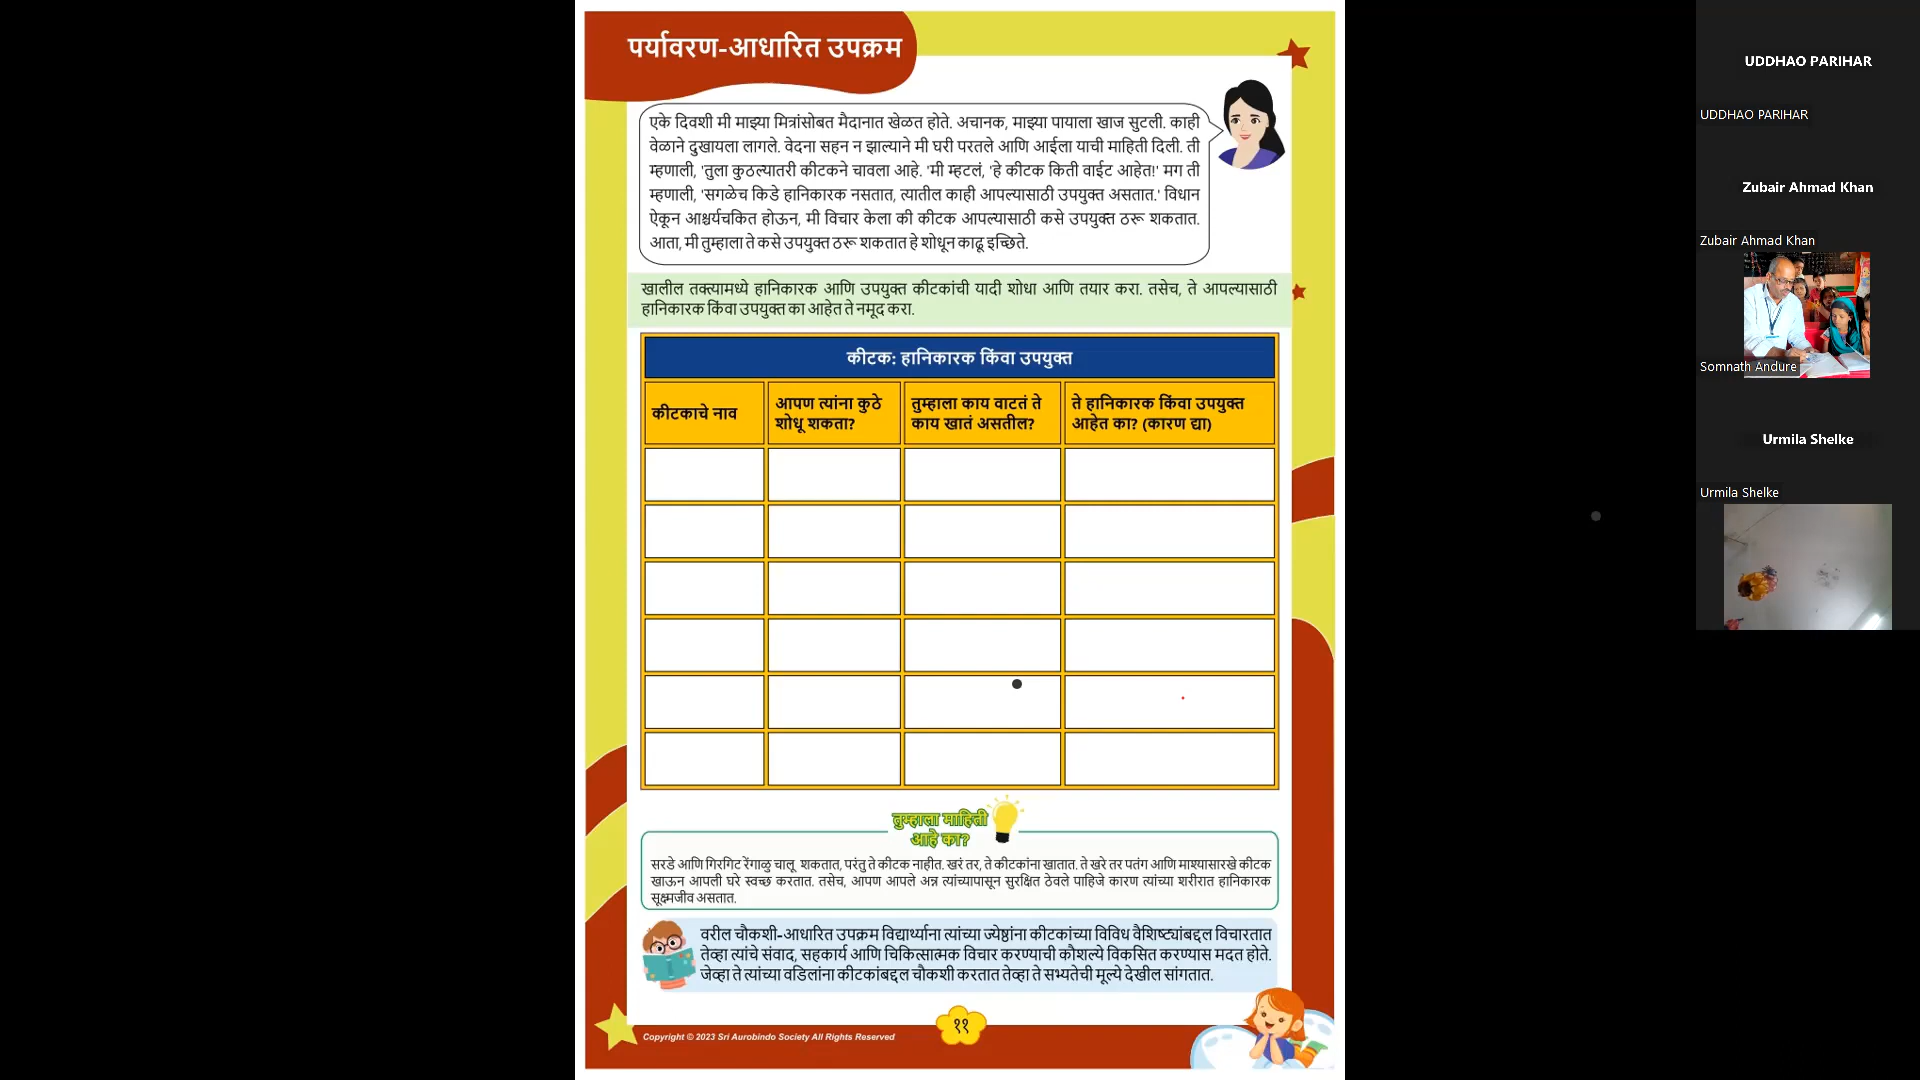 पर्यावरण-आधारित उपक्रम
एके दिवशी मी माझ्या मित्रांसोबत मैदानात खेळत होते. अचानक, माझ्या पायाला खाज सुटली. काही
वेळाने दुखायला लागले. वेदना सहन न झाल्याने मी घरी परतले आणि आईला याची माहिती दिली. ती
म्हणाली, 'तुला कुठल्यातरी कीटकने चावला आहे. 'मी म्हटलं, 'हे कीटक किती वाईट आहेत!' मग ती
म्हणाली, 'सगळेच किडे हानिकारक नसतात, त्यातील काही आपल्यासाठी उपयुक्त असतात.' विधान
ऐकून आश्चर्यचकित होऊन, मी विचार केला की कीटक आपल्यासाठी कसे उपयुक्त ठरू शकतात.
आता, मी तुम्हाला ते कसे उपयुक्त ठरू शकतात हे शोधून काढू इच्छिते.
खालील तक्त्यामध्ये हानिकारक आणि उपयुक्त कीटकांची यादी शोधा आणि तयार करा. तसेच, ते आपल्यासाठी
हानिकारक किंवा उपयुक्त का आहेत ते नमूद करा.
कीटक: हानिकारक किंवा उपयुक्त
कीटकाचे नाव
आपण त्यांना कुठे
शोधू शकता?
तुम्हाला काय वाटतं ते
काय खातं असतील?
ते हानिकारक किंवा उपयुक्त
आहेत का? (कारण द्या)
तुम्हाला माहिती
आहे का?
सरडे आणि गिरगिट रेंगाळु चालू शकतात, परंतु ते कीटक नाहीत. खरं तर, ते कीटकांना खातात. ते खरे तर पतंग आणि माश्यासारखे कीटक
खाऊन आपली घरे स्वच्छ करतात. तसेच, आपण आपले अन्न त्यांच्यापासून सुरक्षित ठेवले पाहिजे कारण त्यांच्या शरीरात हानिकारक
सूक्ष्मजीव असतात.
वरील चौकशी-आधारित उपक्रम विद्यार्थ्यांना त्यांच्या ज्येष्ठांना कीटकांच्या विविध वैशिष्ट्यांबद्दल विचारतात
तेव्हा त्यांचे संवाद, सहकार्य आणि चिकित्सात्मक विचार करण्याची कौशल्ये विकसित करण्यास मदत होते.
जेव्हा ते त्यांच्या वडिलांना कीटकांबद्दल चौकशी करतात तेव्हा ते सभ्यतेची मूल्ये देखील सांगतात.
११
Copyright © 2023 Sri Aurobindo Society All Rights Reserved
UDDHAO PARIHAR
UDDHAO PARIHAR
Zubair Ahmad Khan
Zubair Ahmad Khan
Somnath Andure
Urmila Shelke
Urmila Shelke